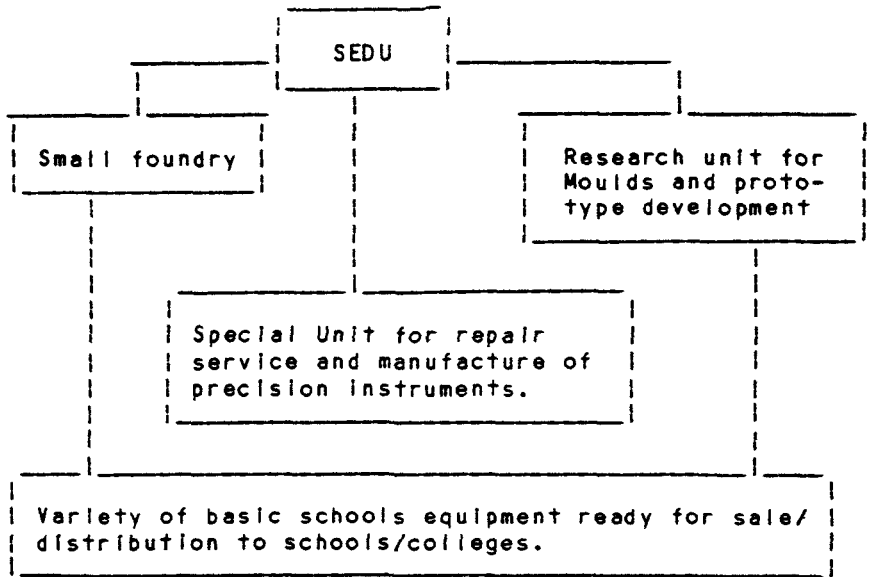 SEDU
Small foundry
Research unit for
Moulds and proto-
type development
Special Unit for repair
service and manufacture of
precision instruments.
Variety of basic schools equipment ready for sale/
distribution to schools/colleges.